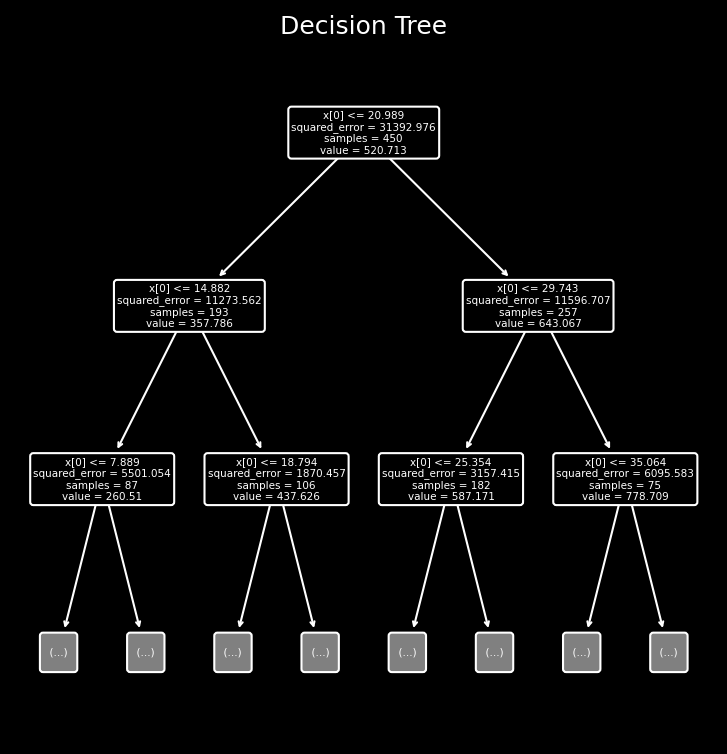 Decision Tree
x[0] <= 20.989
squared_error = 31392.976
samples = 450
value = 520.713
x[0] <= 14.882
squared_error = 11273.562
samples = 193
value = 357.786
x[0] <= 29.743
squared_error = 11596.707
samples = 257
value = 643.067
x[0] <= 7.889
squared_error = 5501.054
samples = 87
value = 260.51
x[0] <= 18.794
squared_error = 1870.457
samples = 106
value = 437.626
x[0] <= 25.354
squared_error = 3157.415
samples = 182
value = 587.171
x[0] <= 35.064
squared_error = 6095.583
samples = 75
value = 778.709
(...)
(...)
(...)
(...)
(...)
(...)
(...)
(...)